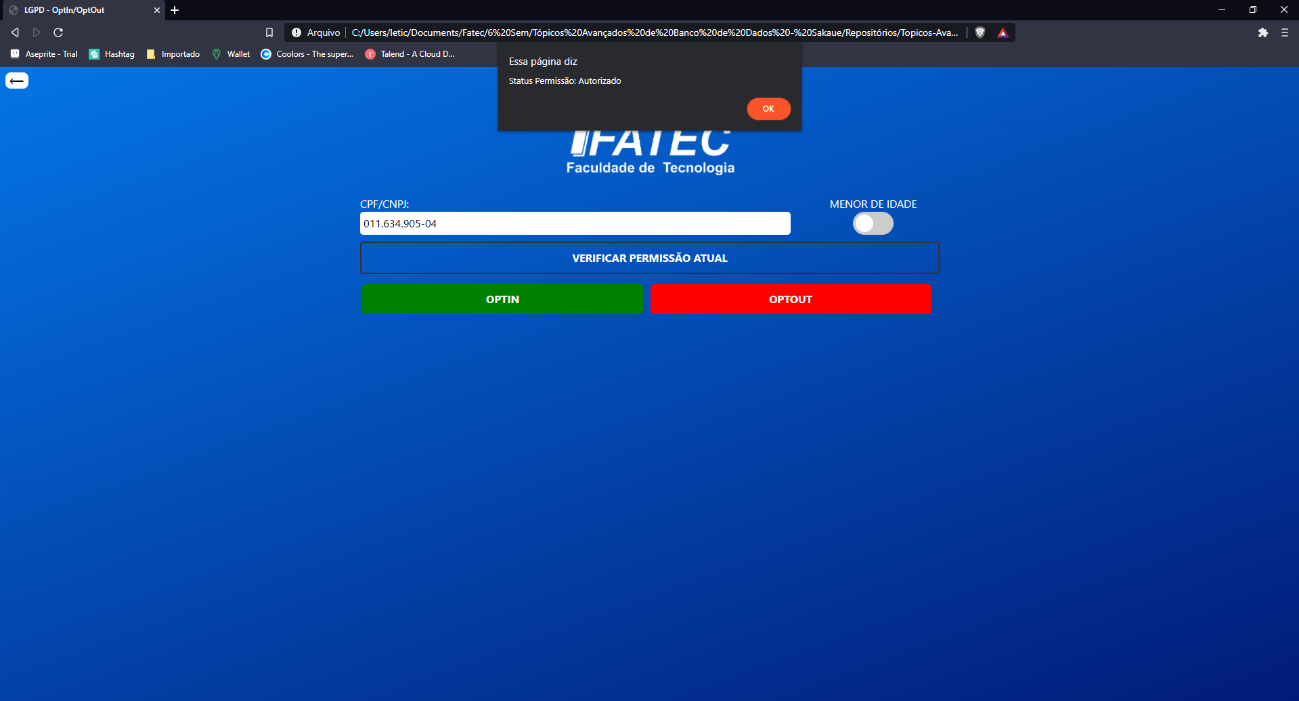 LGPD - OptIn/OptOut
Arquivo
C:/Users/letic/Documents/Fatec/6%20Sem/Tópicos%20Avançados%20de%20Banco%20de%20Dados%20-%20Sakaue/Repositórios/Topicos-Ava...
Aseprite - Trial
Hashtag
Importado
Wallet
Coolors - The super...
Talend - A Cloud D...
Essa página diz
Status Permissão: Autorizado
OK
FATEC
Faculdade de Tecnologia
CPF/CNPJ:
MENOR DE IDADE
011.634.905-04
VERIFICAR PERMISSÃO ATUAL
OPTIN
OPTOUT